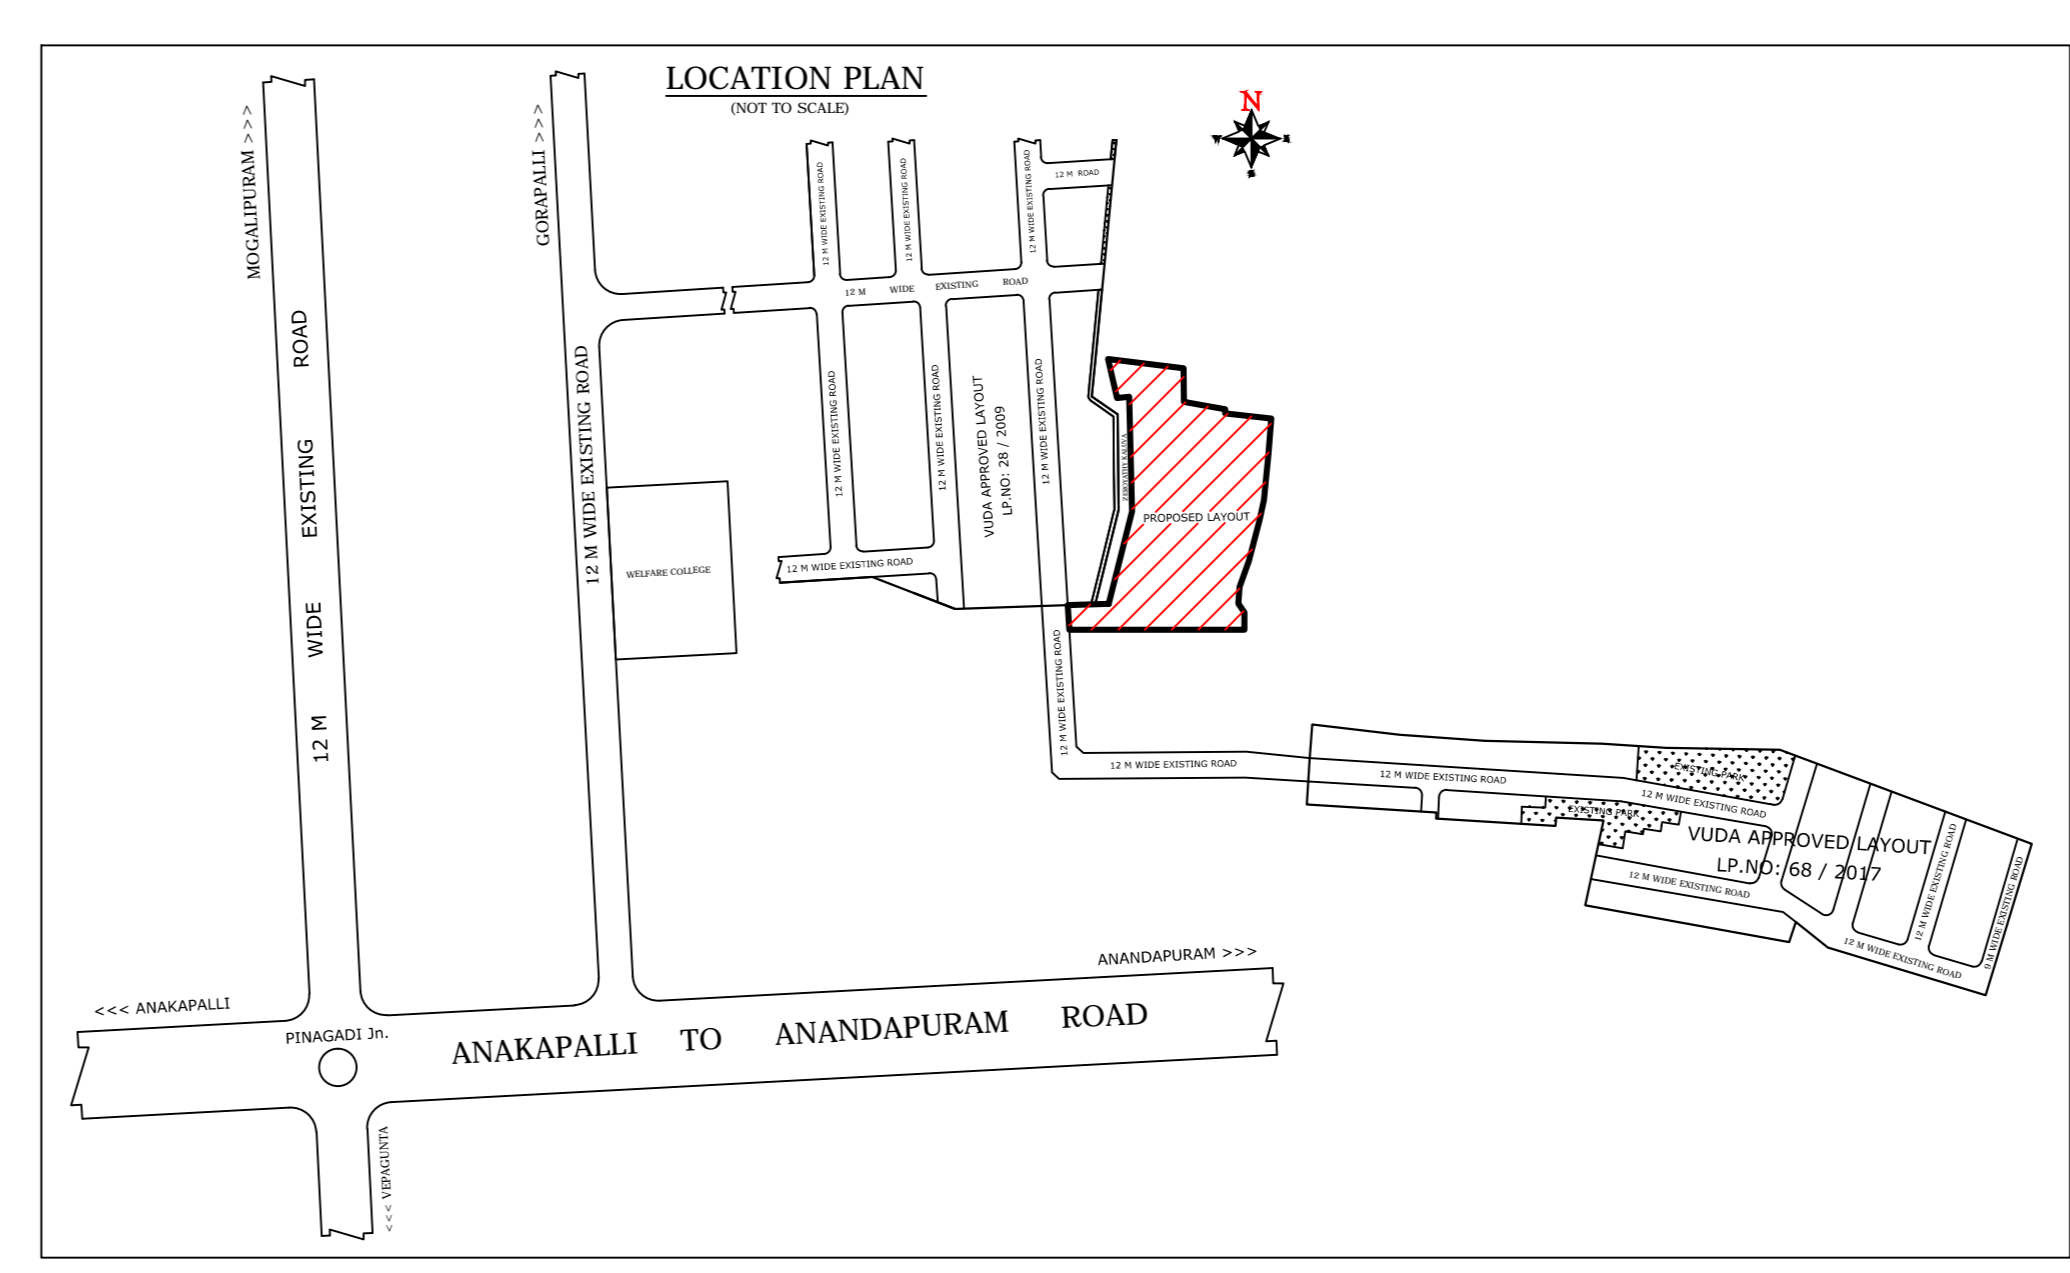 LOCATION PLAN
(NOT TO SCALE)
N
MOGALIPURAM >>>
GORAPALLI >>>
12 M WIDE EXISTING ROAD
12 M WIDE EXISTING ROAD
12 M WIDE EXISTING ROAD
12 M WIDE EXISTING ROAD
12 M WIDE EXISTING ROAD
12 M ROAD
12 M WIDE EXISTING ROAD
12 M WIDE EXISTING ROAD
12 M WIDE EXISTING ROAD
VUDA APPROVED LAYOUT
LP.NO: 28 / 2009
12 M WIDE EXISTING ROAD
PROPOSED LAYOUT
WELFARE COLLEGE
12 M WIDE EXISTING ROAD
12 M WIDE EXISTING ROAD
12 M WIDE EXISTING ROAD
12 M WIDE EXISTING ROAD
EXISTING PARK
12 M WIDE EXISTING ROAD
EXISTING PARK
VUDA APPROVED LAYOUT
LP.NO: 68 / 2017
12 M WIDE EXISTING ROAD
12 M WIDE EXISTING ROAD
12 M WIDE EXISTING ROAD
9 M WIDE EXISTING ROAD
ANANDAPURAM >>>
<<< ANAKAPALLI
PINAGADI Jn.
ANAKAPALLI TO ANANDAPURAM ROAD
<<< VEPAGUNTA